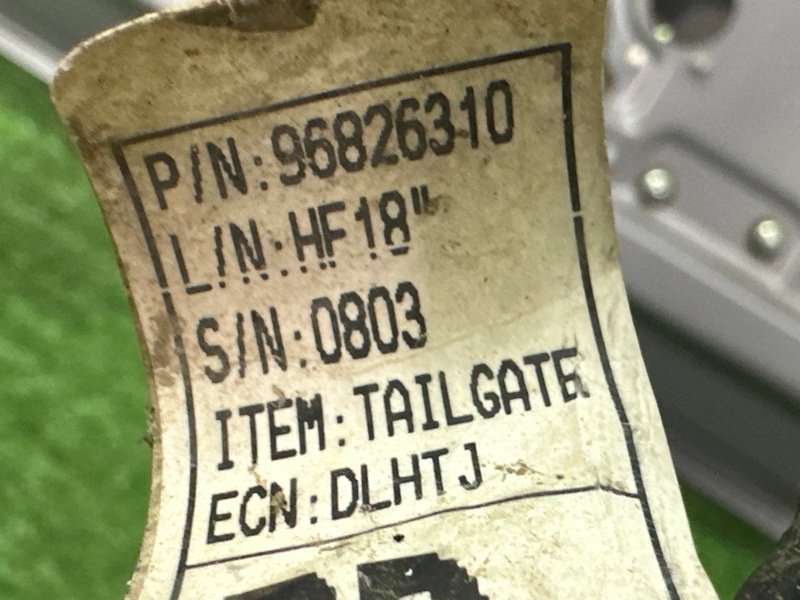 P/N:96826310
L/N:HF18"
S/N:0803
ITEM:TAILGATE
ECN:DLHTJ